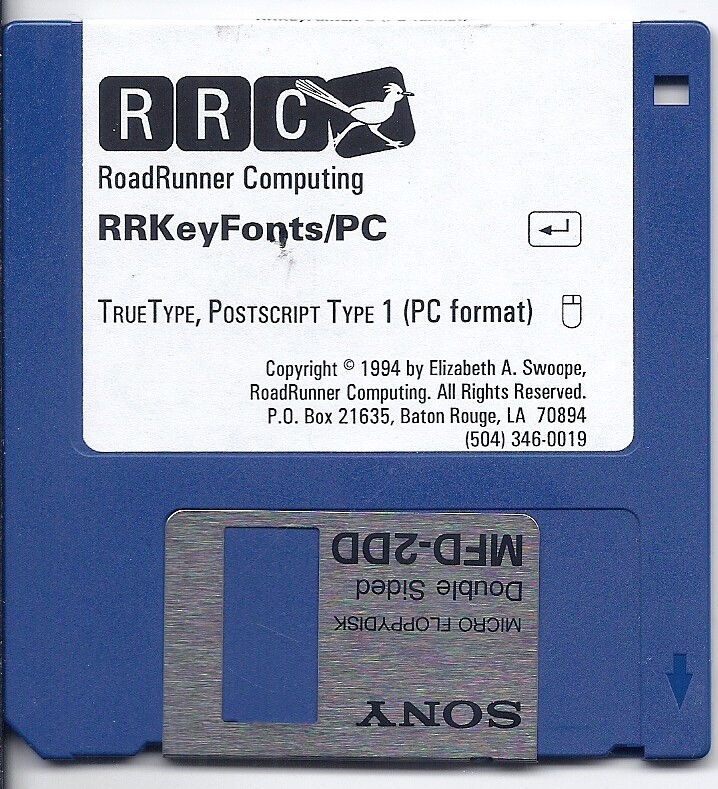 RRC
RoadRunner Computing
RRKeyFonts/PC
TrueType, Postscript Type 1 (PC format)
Copyright © 1994 by Elizabeth A. Swoope,
RoadRunner Computing. All Rights Reserved.
P.O. Box 21635, Baton Rouge, LA 70894
(504) 346-0019
MFD-2DD
Double Sided
MICRO FLOPPYDISK
SONY